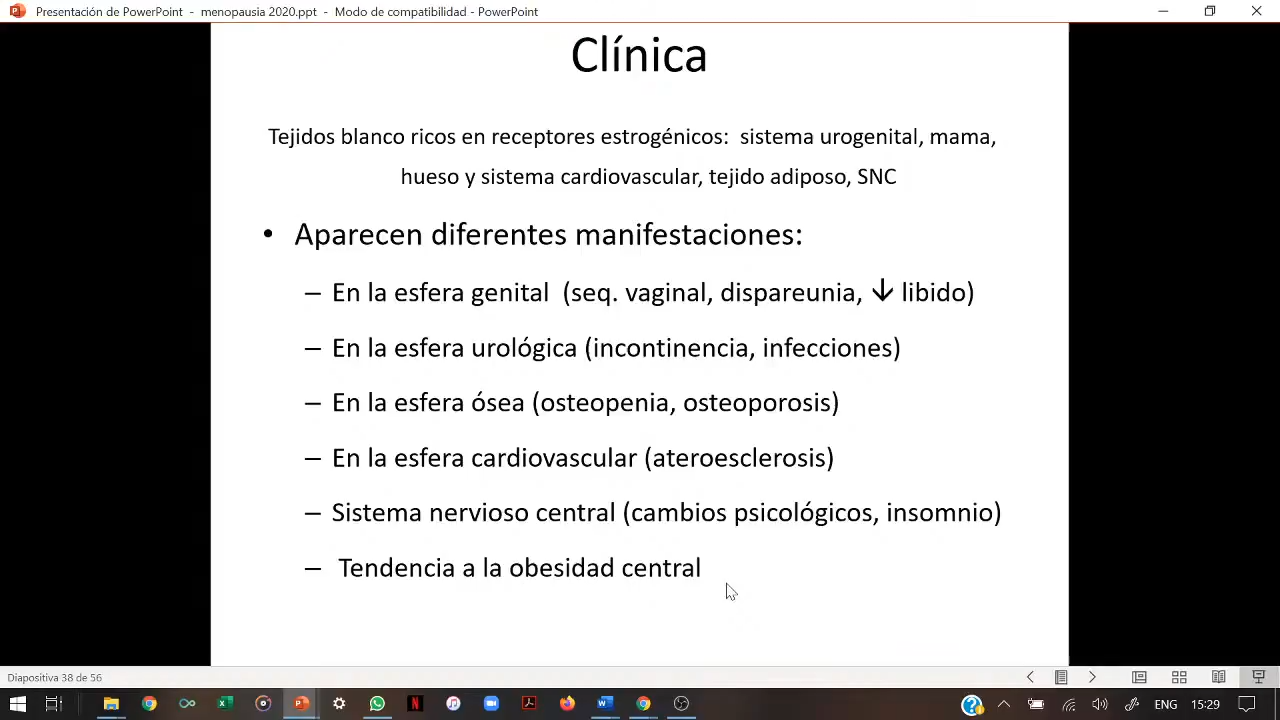 Presentación de PowerPoint - menopausia 2020.ppt - Modo de compatibilidad - PowerPoint
Clínica
Tejidos blanco ricos en receptores estrogénicos: sistema urogenital, mama,
hueso y sistema cardiovascular, tejido adiposo, SNC
• Aparecen diferentes manifestaciones:
– En la esfera genital (seq. vaginal, dispareunia, ↓ libido)
– En la esfera urológica (incontinencia, infecciones)
– En la esfera ósea (osteopenia, osteoporosis)
– En la esfera cardiovascular (ateroesclerosis)
– Sistema nervioso central (cambios psicológicos, insomnio)
– Tendencia a la obesidad central
Diapositiva 38 de 56
ENG 15:29